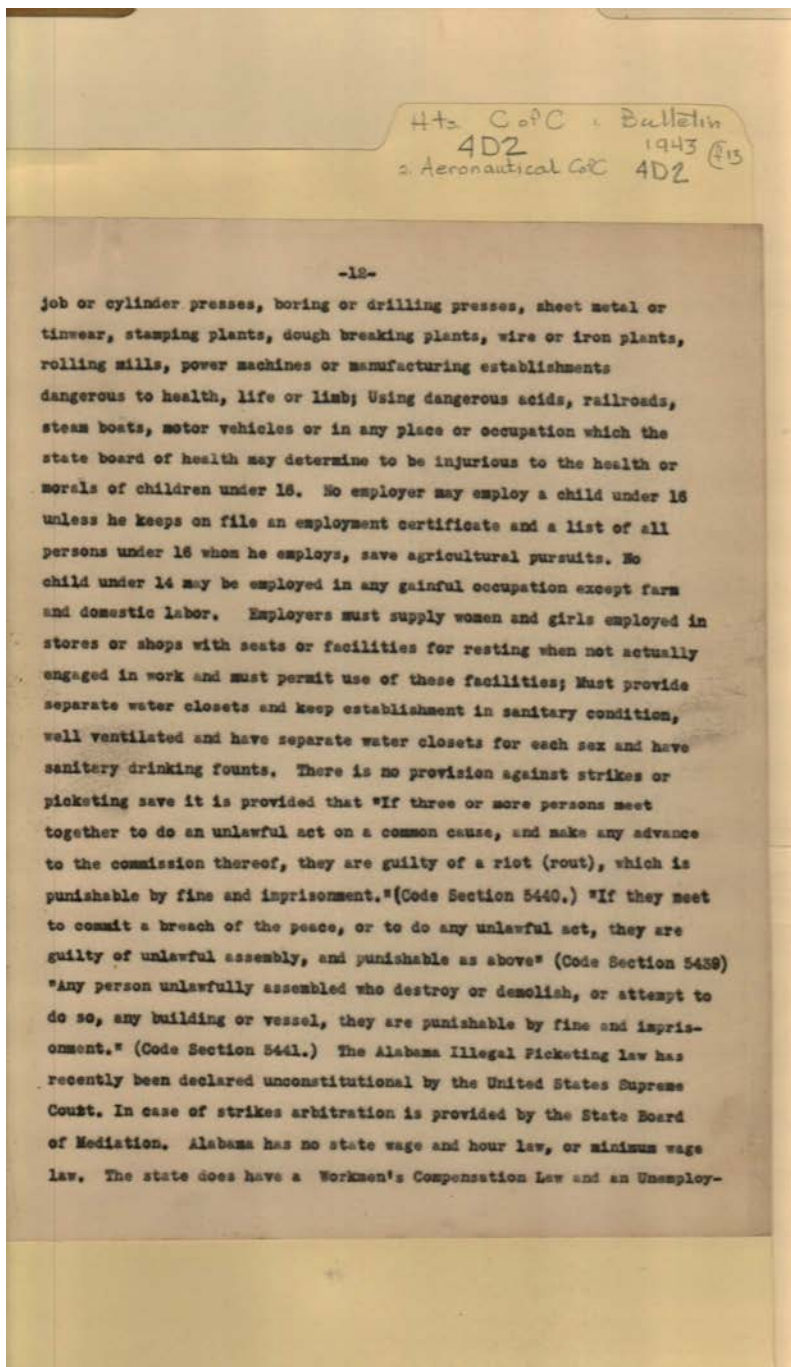 Hts C of C 1. Bulletin
4D2 1943
2. Aeronautical CofC 4D2
-12-
job or cylinder presses, boring or drilling presses, sheet metal or
tinwear, stamping plants, dough breaking plants, wire or iron plants,
rolling mills, power machines or manufacturing establishments
dangerous to health, life or limb; Using dangerous acids, railroads,
steam boats, motor vehicles or in any place or occupation which the
state board of health may determine to be injurious to the health or
morals of children under 16. No employer may employ a child under 16
unless he keeps on file an employment certificate and a list of all
persons under 16 whom he employs, save agricultural pursuits. No
child under 14 may be employed in any gainful occupation except farm
and domestic labor. Employers must supply women and girls employed in
stores or shops with seats or facilities for resting when not actually
engaged in work and must permit use of these facilities; Must provide
separate water closets and keep establishment in sanitary condition,
well ventilated and have separate water closets for each sex and have
sanitary drinking founts. There is no provision against strikes or
picketing save it is provided that "If three or more persons meet
together to do an unlawful act on a common cause, and make any advance
to the commission thereof, they are guilty of a riot (rout), which is
punishable by fine and imprisonment."(Code Section 5440.) "If they meet
to commit a breach of the peace, or to do any unlawful act, they are
guilty of unlawful assembly, and punishable as above" (Code Section 5439)
"Any person unlawfully assembled who destroy or demolish, or attempt to
do so, any building or vessel, they are punishable by fine and impris-
onment." (Code Section 5441.) The Alabama Illegal Picketing law has
recently been declared unconstitutional by the United States Supreme
Court. In case of strikes arbitration is provided by the State Board
of Mediation. Alabama has no state wage and hour law, or minimum wage
law. The state does have a Workmen's Compensation Law and an Unemploy-